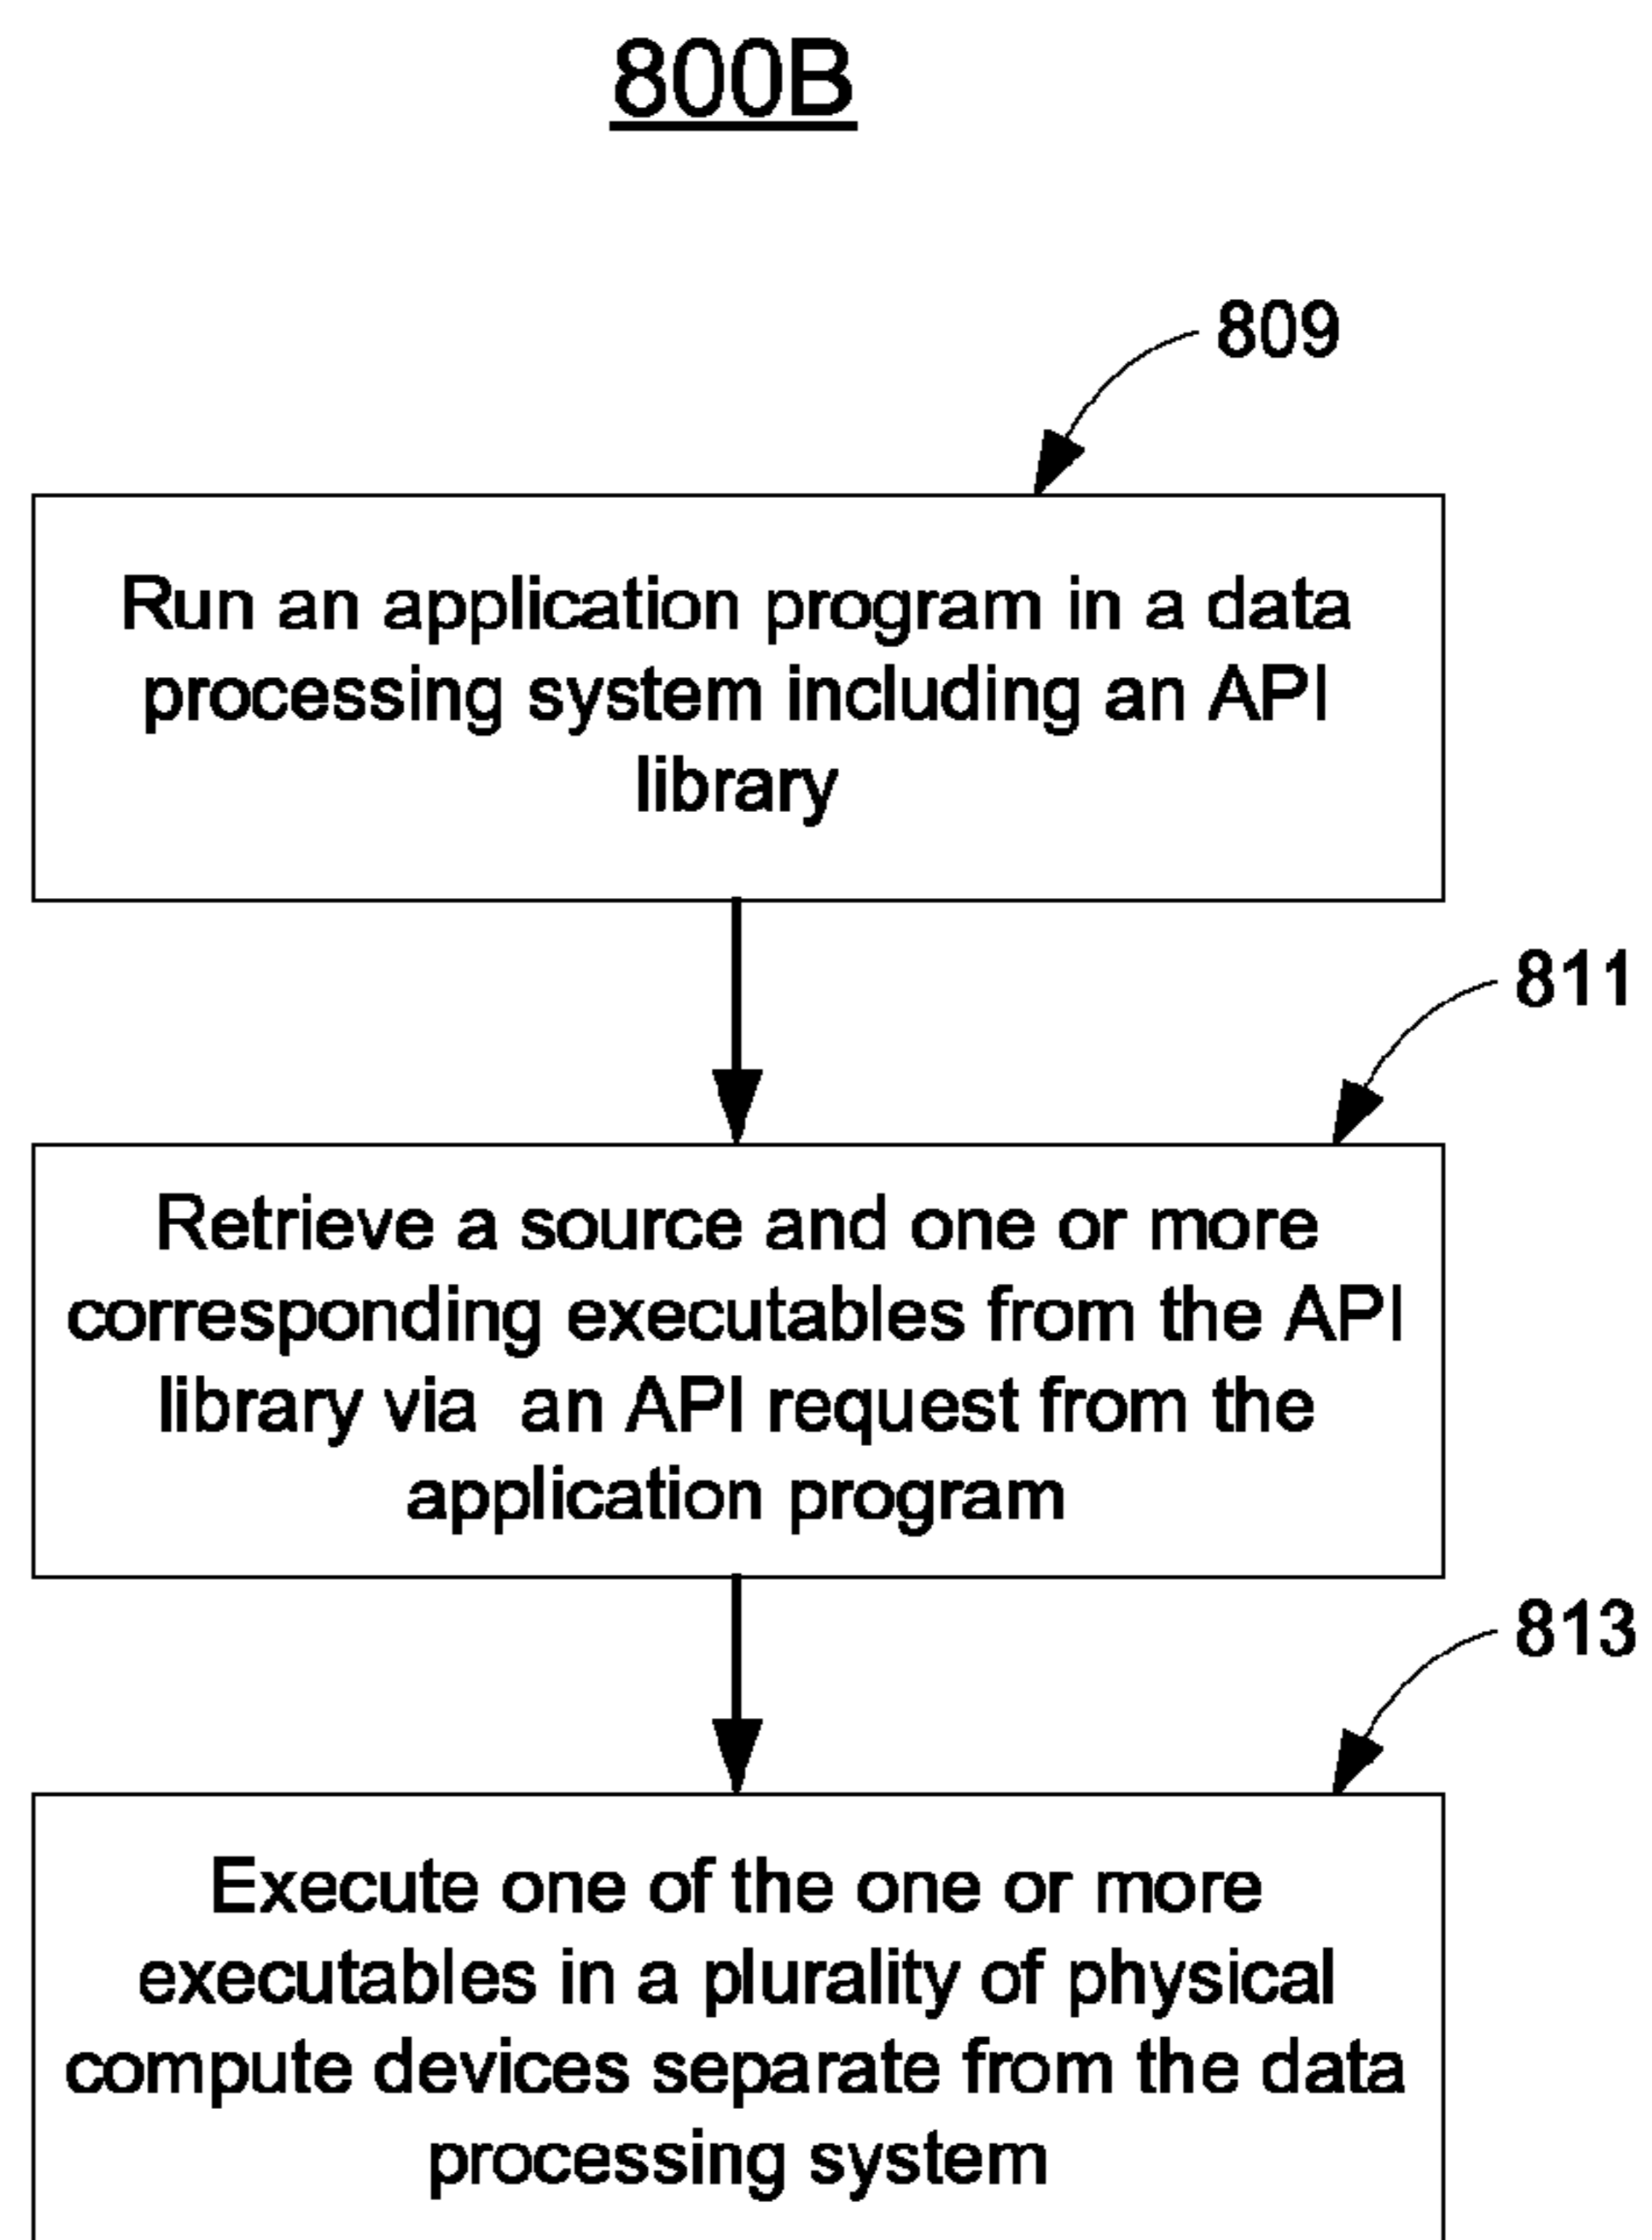 800B
809
Run an application program in a data
processing system including an API
library
811
Retrieve a source and one or more
corresponding executables from the API
library via  an API request from the
application program
813
Execute one of the one or more
executables in a plurality of physical
compute devices separate from the data
processing system